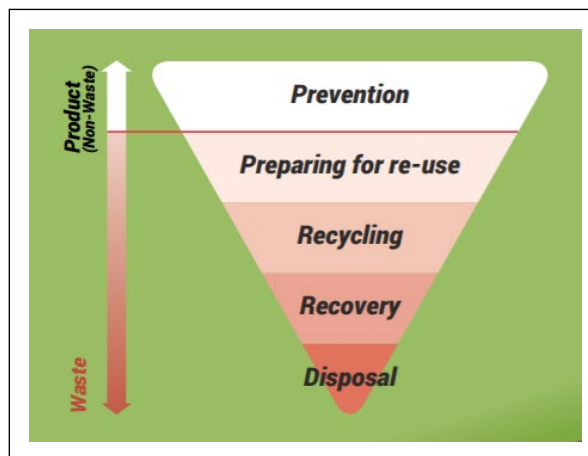 Product
(Non-Waste)
Prevention
Preparing for re-use
Recycling
Recovery
Disposal
Waste